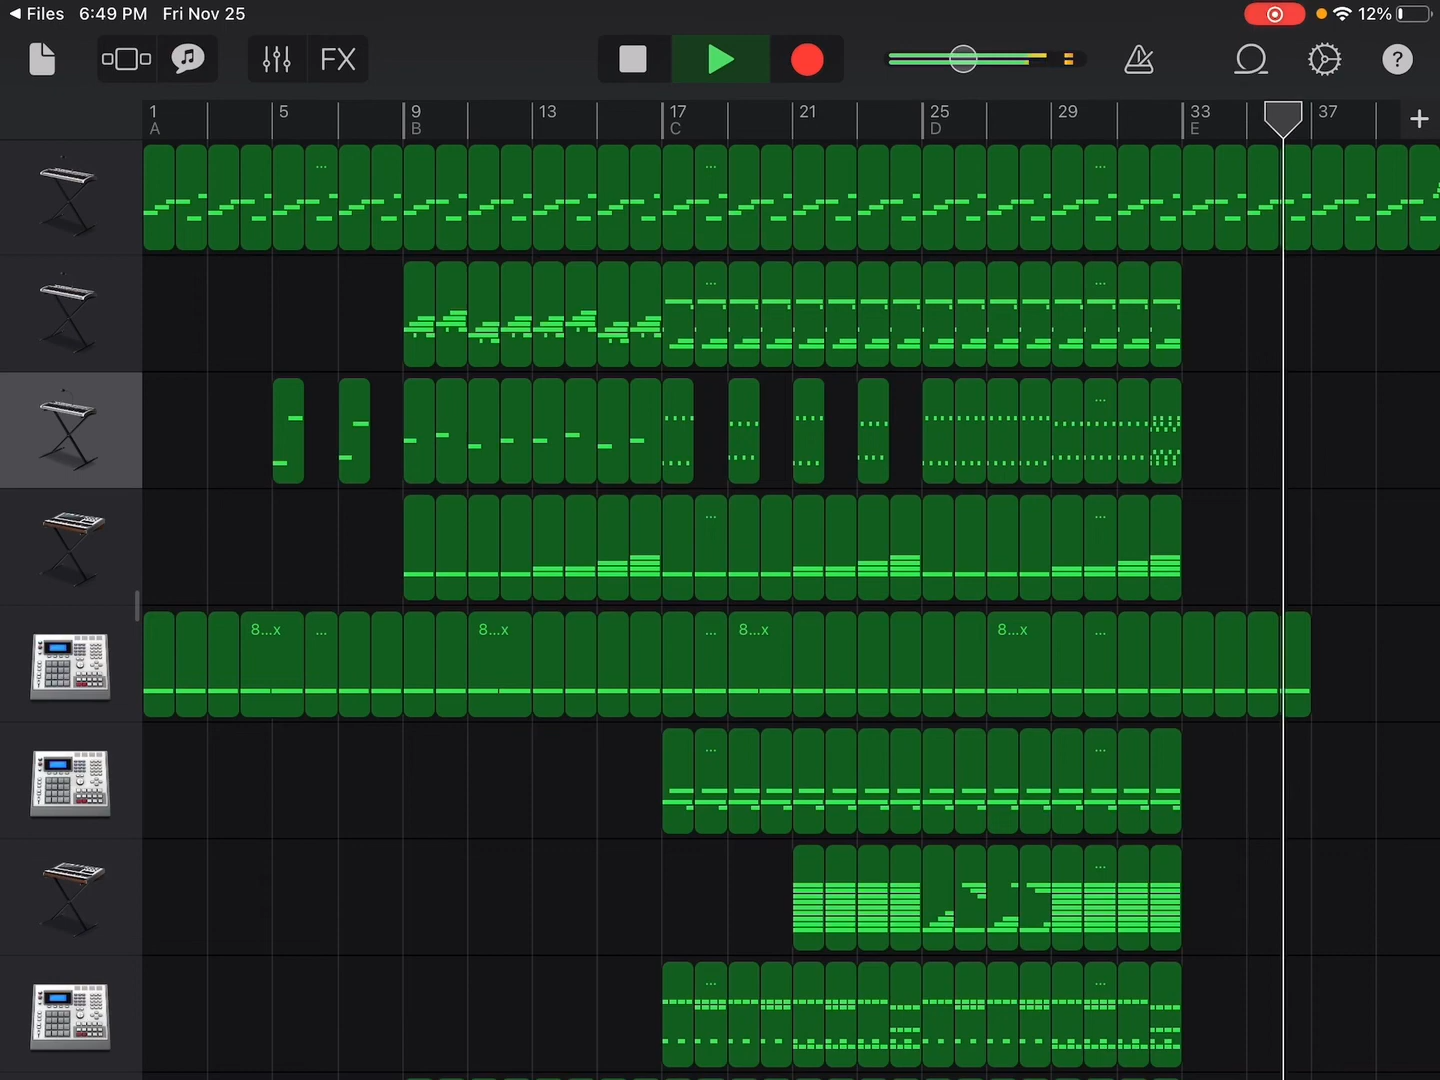 ◀ Files 6:49 PM Fri Nov 25 12%
FX ?
1 5 9 13 17 21 25 29 33 37 +
A B C D E
... ... ...
... ...
...
... ...
8...x ... 8...x ... 8...x 8...x ...
... ...
...
... ...